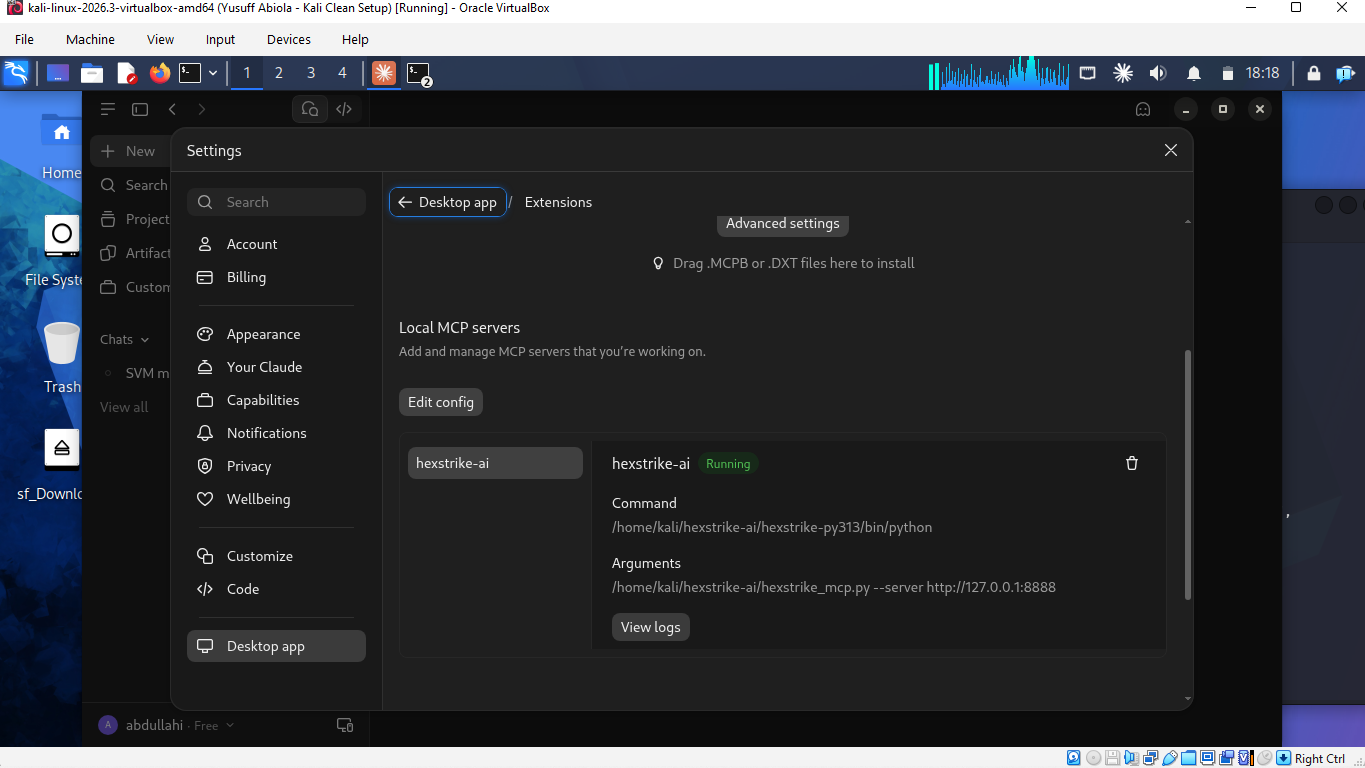 kali-linux-2026.3-virtualbox-amd64 (Yusuff Abiola - Kali Clean Setup) [Running] - Oracle VirtualBox
File Machine View Input Devices Help
1 2 3 4 2 18:18
Home
File Syste
Trash
sf_Downlo
New
Search
Project
Artifact
Custom
Chats
SVM m
View all
abdullahi · Free
A
Settings
Search
Account
Billing
Appearance
Your Claude
Capabilities
Notifications
Privacy
Wellbeing
Customize
Code
Desktop app
Desktop app / Extensions
Advanced settings
Drag .MCPB or .DXT files here to install
Local MCP servers
Add and manage MCP servers that you’re working on.
Edit config
hexstrike-ai
hexstrike-ai Running
Command
/home/kali/hexstrike-ai/hexstrike-py313/bin/python
Arguments
/home/kali/hexstrike-ai/hexstrike_mcp.py --server http://127.0.0.1:8888
View logs
Right Ctrl